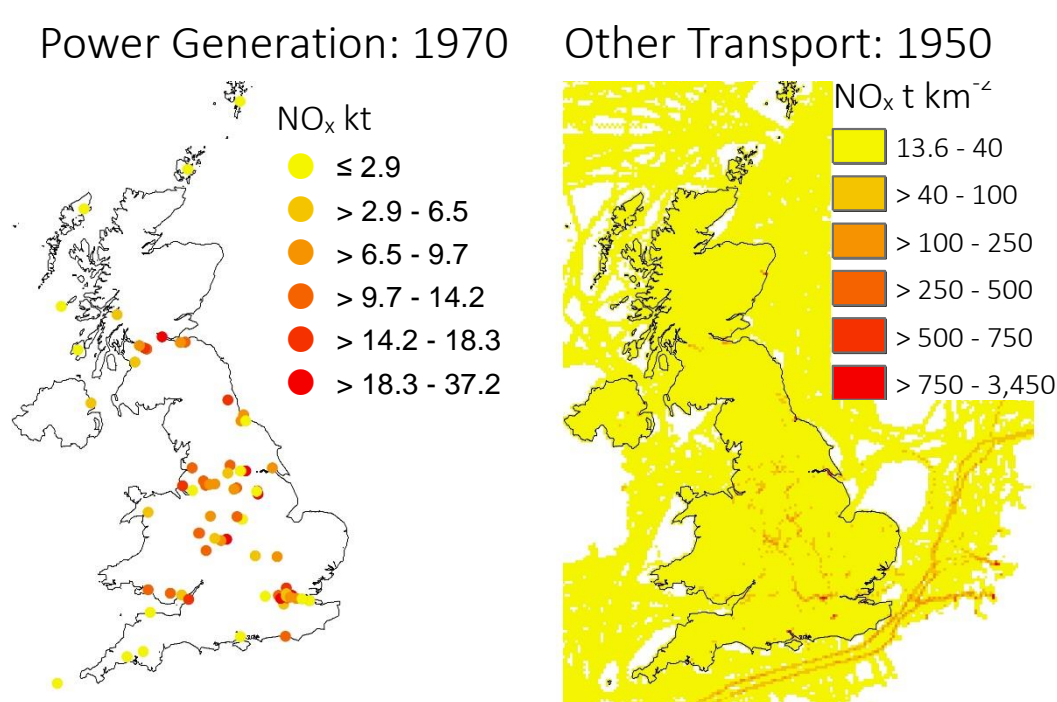 Power Generation: 1970
NOₓ kt
≤ 2.9
> 2.9 - 6.5
> 6.5 - 9.7
> 9.7 - 14.2
> 14.2 - 18.3
> 18.3 - 37.2
Other Transport: 1950
NOₓ t km⁻²
13.6 - 40
> 40 - 100
> 100 - 250
> 250 - 500
> 500 - 750
> 750 - 3,450